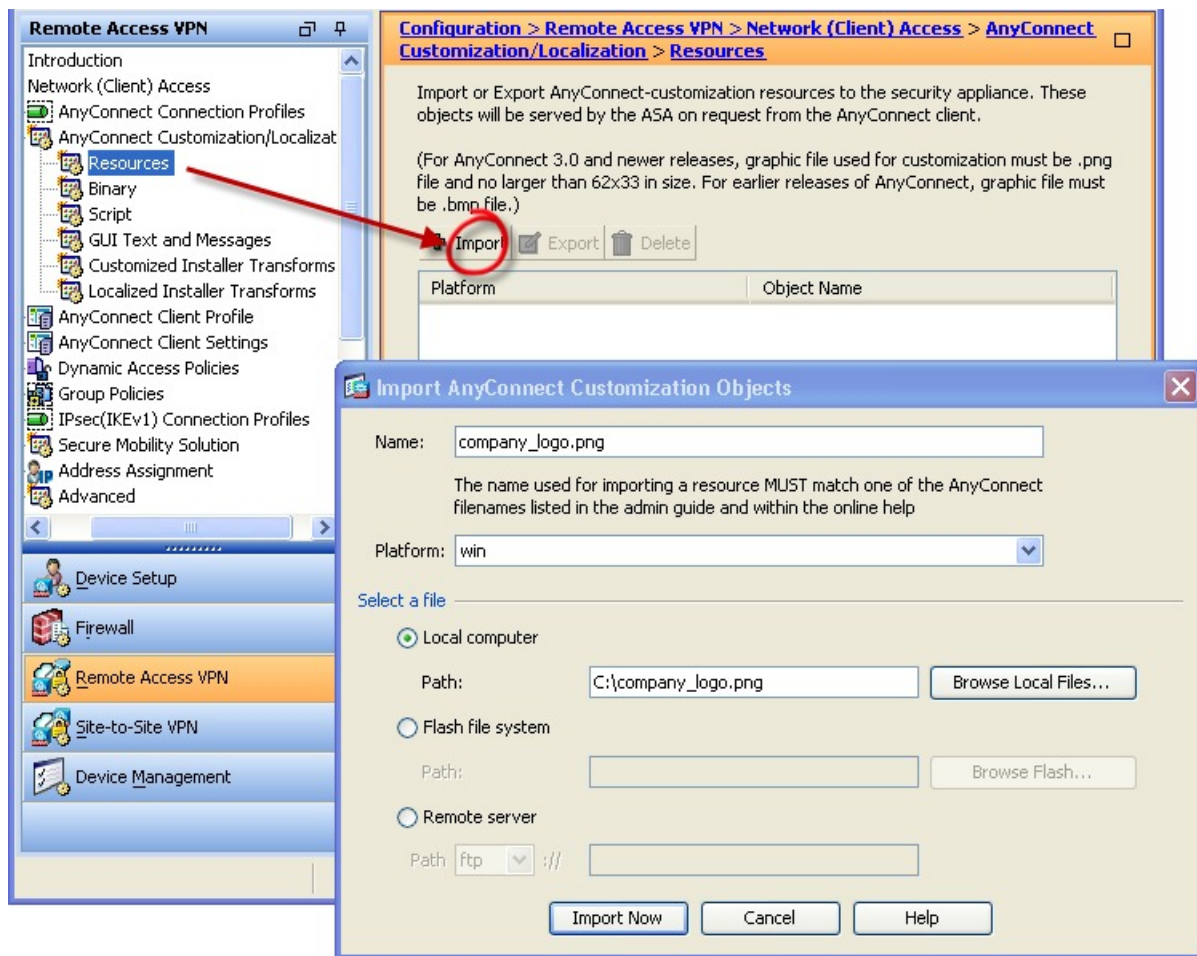 Remote Access VPN
Introduction
Network (Client) Access
AnyConnect Connection Profiles
AnyConnect Customization/Localizat
Resources
Binary
Script
GUI Text and Messages
Customized Installer Transforms
Localized Installer Transforms
AnyConnect Client Profile
AnyConnect Client Settings
Dynamic Access Policies
Group Policies
IPsec(IKEv1) Connection Profiles
Secure Mobility Solution
Address Assignment
Advanced
Device Setup
Firewall
Remote Access VPN
Site-to-Site VPN
Device Management
Configuration > Remote Access VPN > Network (Client) Access > AnyConnect
Customization/Localization > Resources
Import or Export AnyConnect-customization resources to the security appliance. These
objects will be served by the ASA on request from the AnyConnect client.
(For AnyConnect 3.0 and newer releases, graphic file used for customization must be .png
file and no larger than 62x33 in size. For earlier releases of AnyConnect, graphic file must
be .bmp file.)
Import Export Delete
Platform Object Name
Import AnyConnect Customization Objects
Name: company_logo.png
The name used for importing a resource MUST match one of the AnyConnect
filenames listed in the admin guide and within the online help
Platform: win
Select a file
Local computer
Path: C:\company_logo.png Browse Local Files...
Flash file system
Path: Browse Flash...
Remote server
Path ftp ://
Import Now Cancel Help